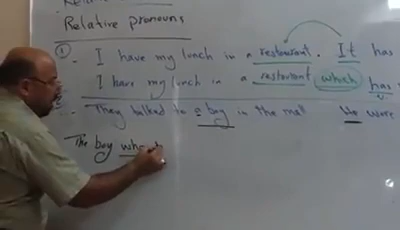 Relative pronouns
① . I have my lunch in a restaurant . It has
I have my lunch in a restaurant which has
. They talked to a boy in the mall We were
The boy who